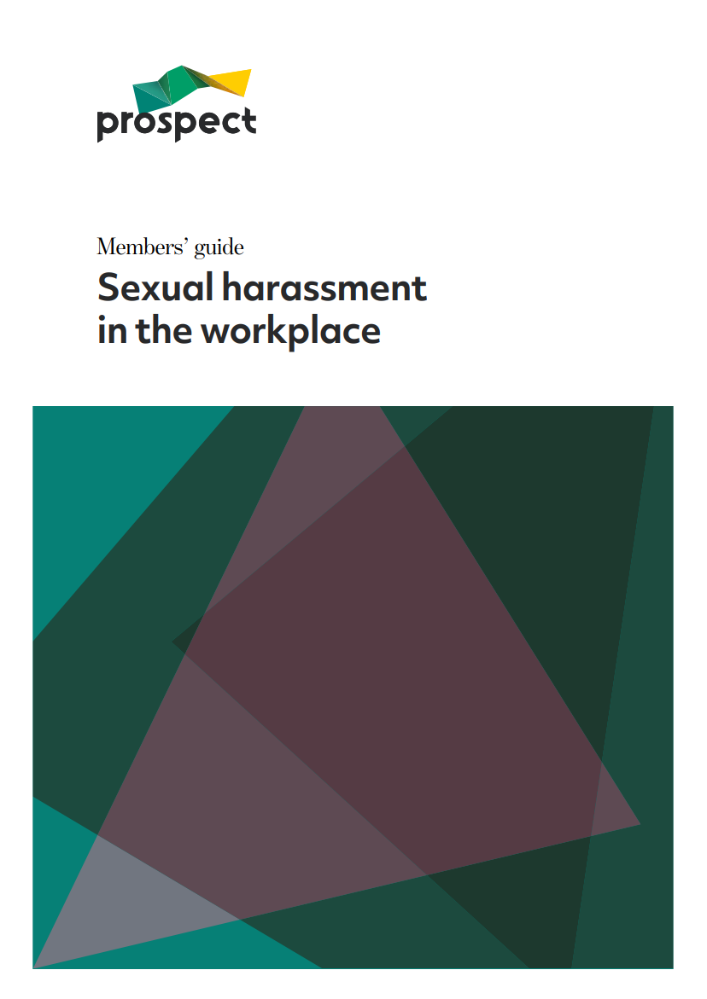 prospect
Members’ guide
Sexual harassment
in the workplace